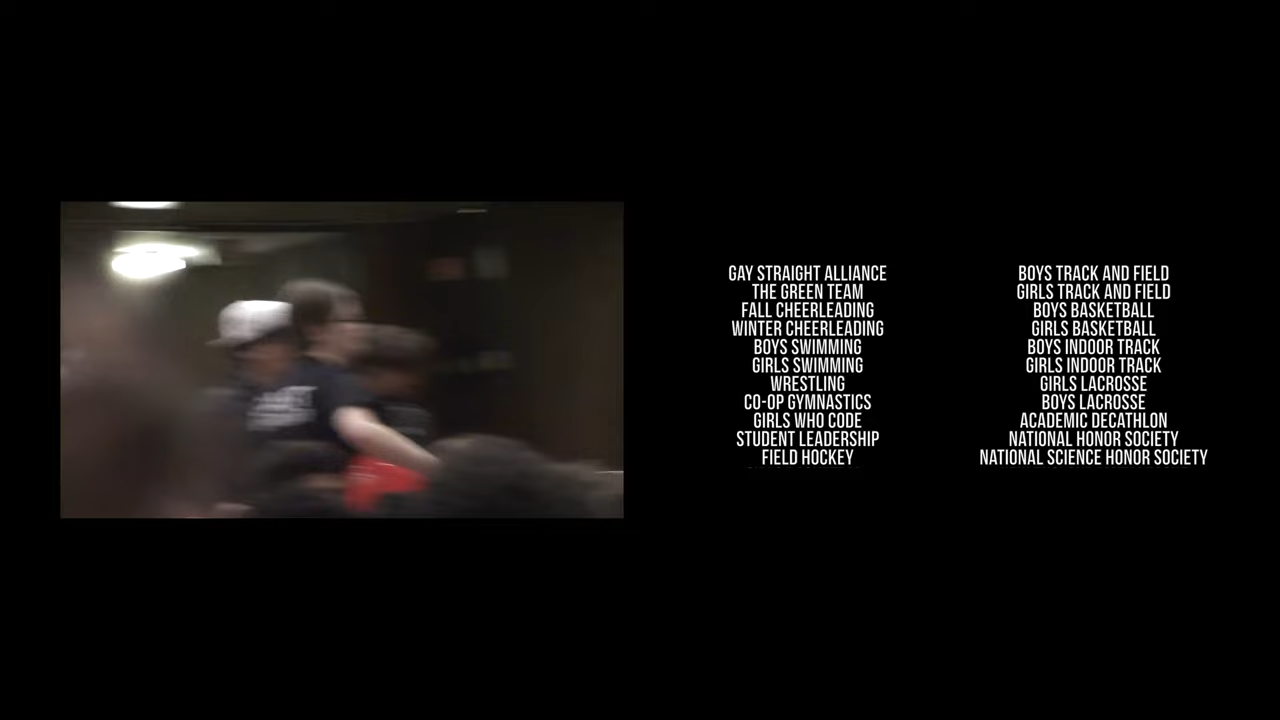 GAY STRAIGHT ALLIANCE
THE GREEN TEAM
FALL CHEERLEADING
WINTER CHEERLEADING
BOYS SWIMMING
GIRLS SWIMMING
WRESTLING
CO-OP GYMNASTICS
GIRLS WHO CODE
STUDENT LEADERSHIP
FIELD HOCKEY
BOYS TRACK AND FIELD
GIRLS TRACK AND FIELD
BOYS BASKETBALL
GIRLS BASKETBALL
BOYS INDOOR TRACK
GIRLS INDOOR TRACK
GIRLS LACROSSE
BOYS LACROSSE
ACADEMIC DECATHLON
NATIONAL HONOR SOCIETY
NATIONAL SCIENCE HONOR SOCIETY